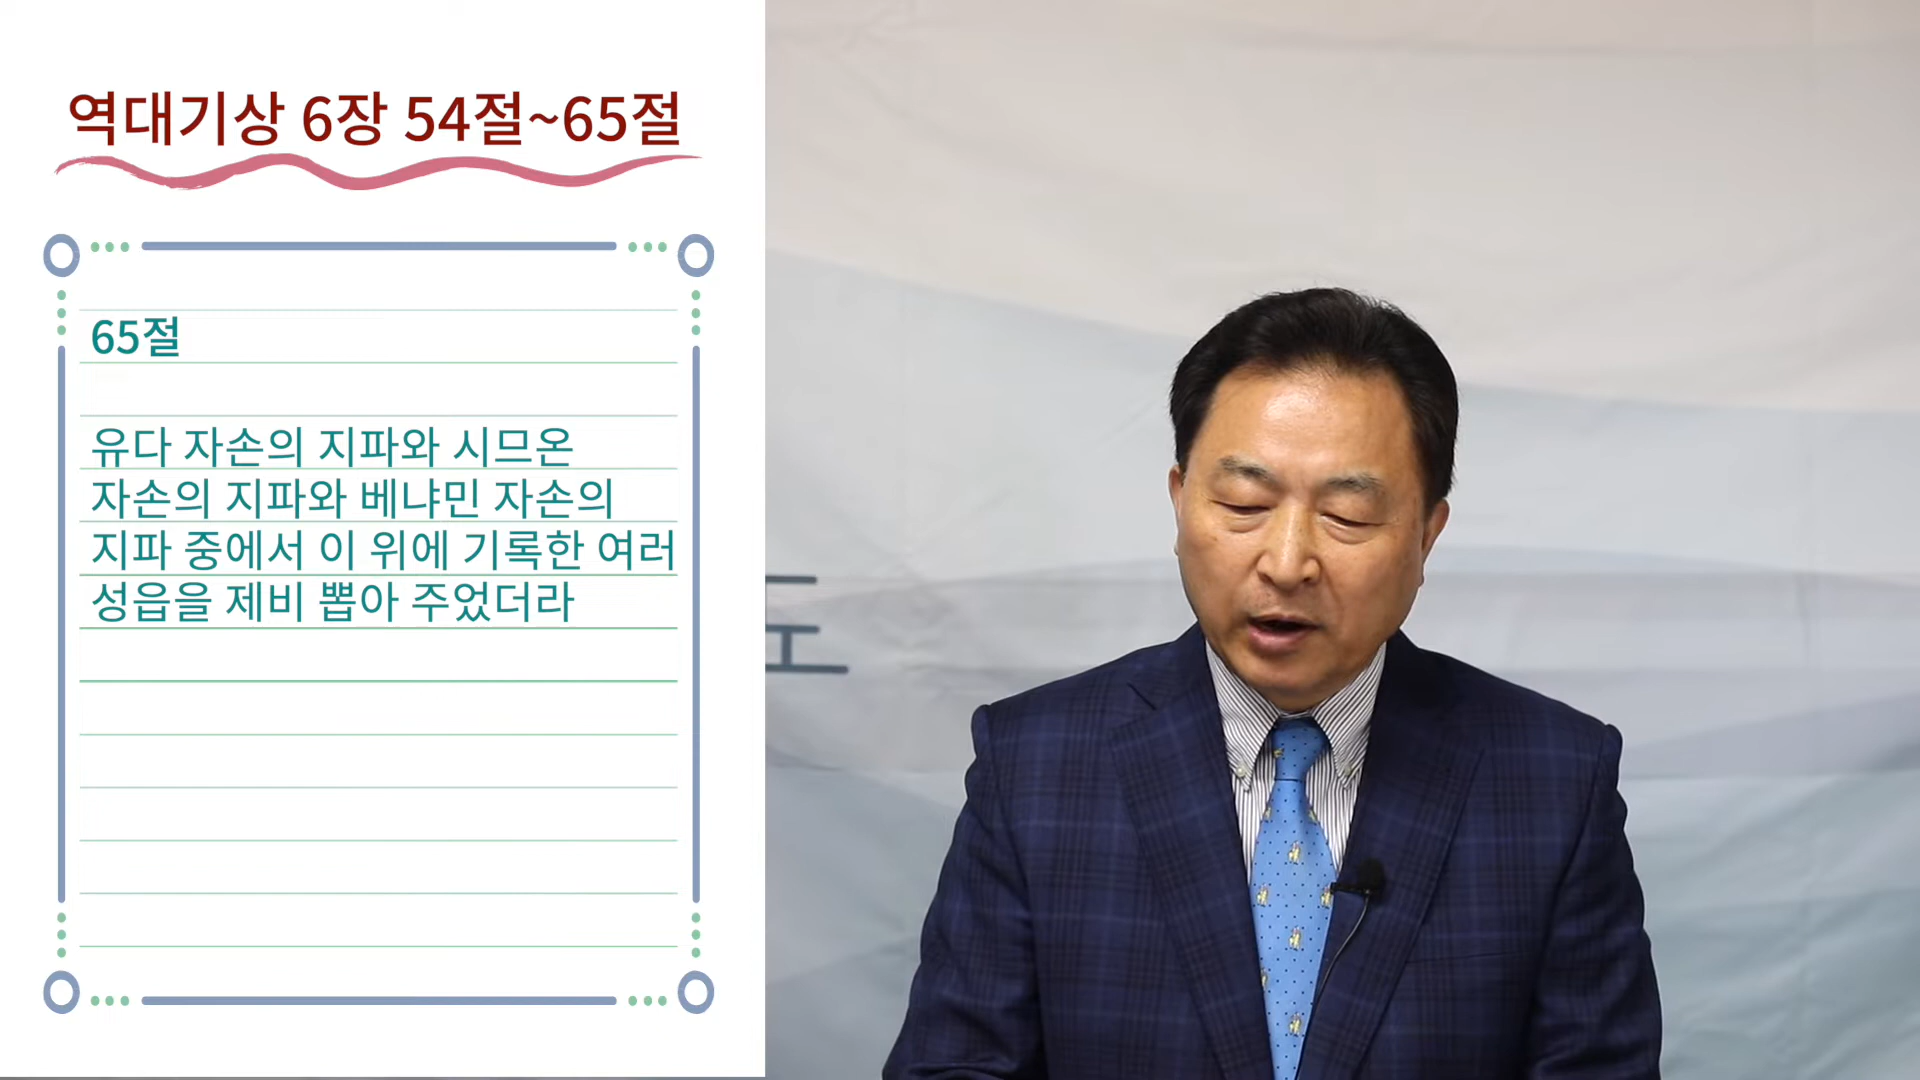 역대기상 6장 54절~65절
65절
유다 자손의 지파와 시므온
자손의 지파와 베냐민 자손의
지파 중에서 이 위에 기록한 여러
성읍을 제비 뽑아 주었더라